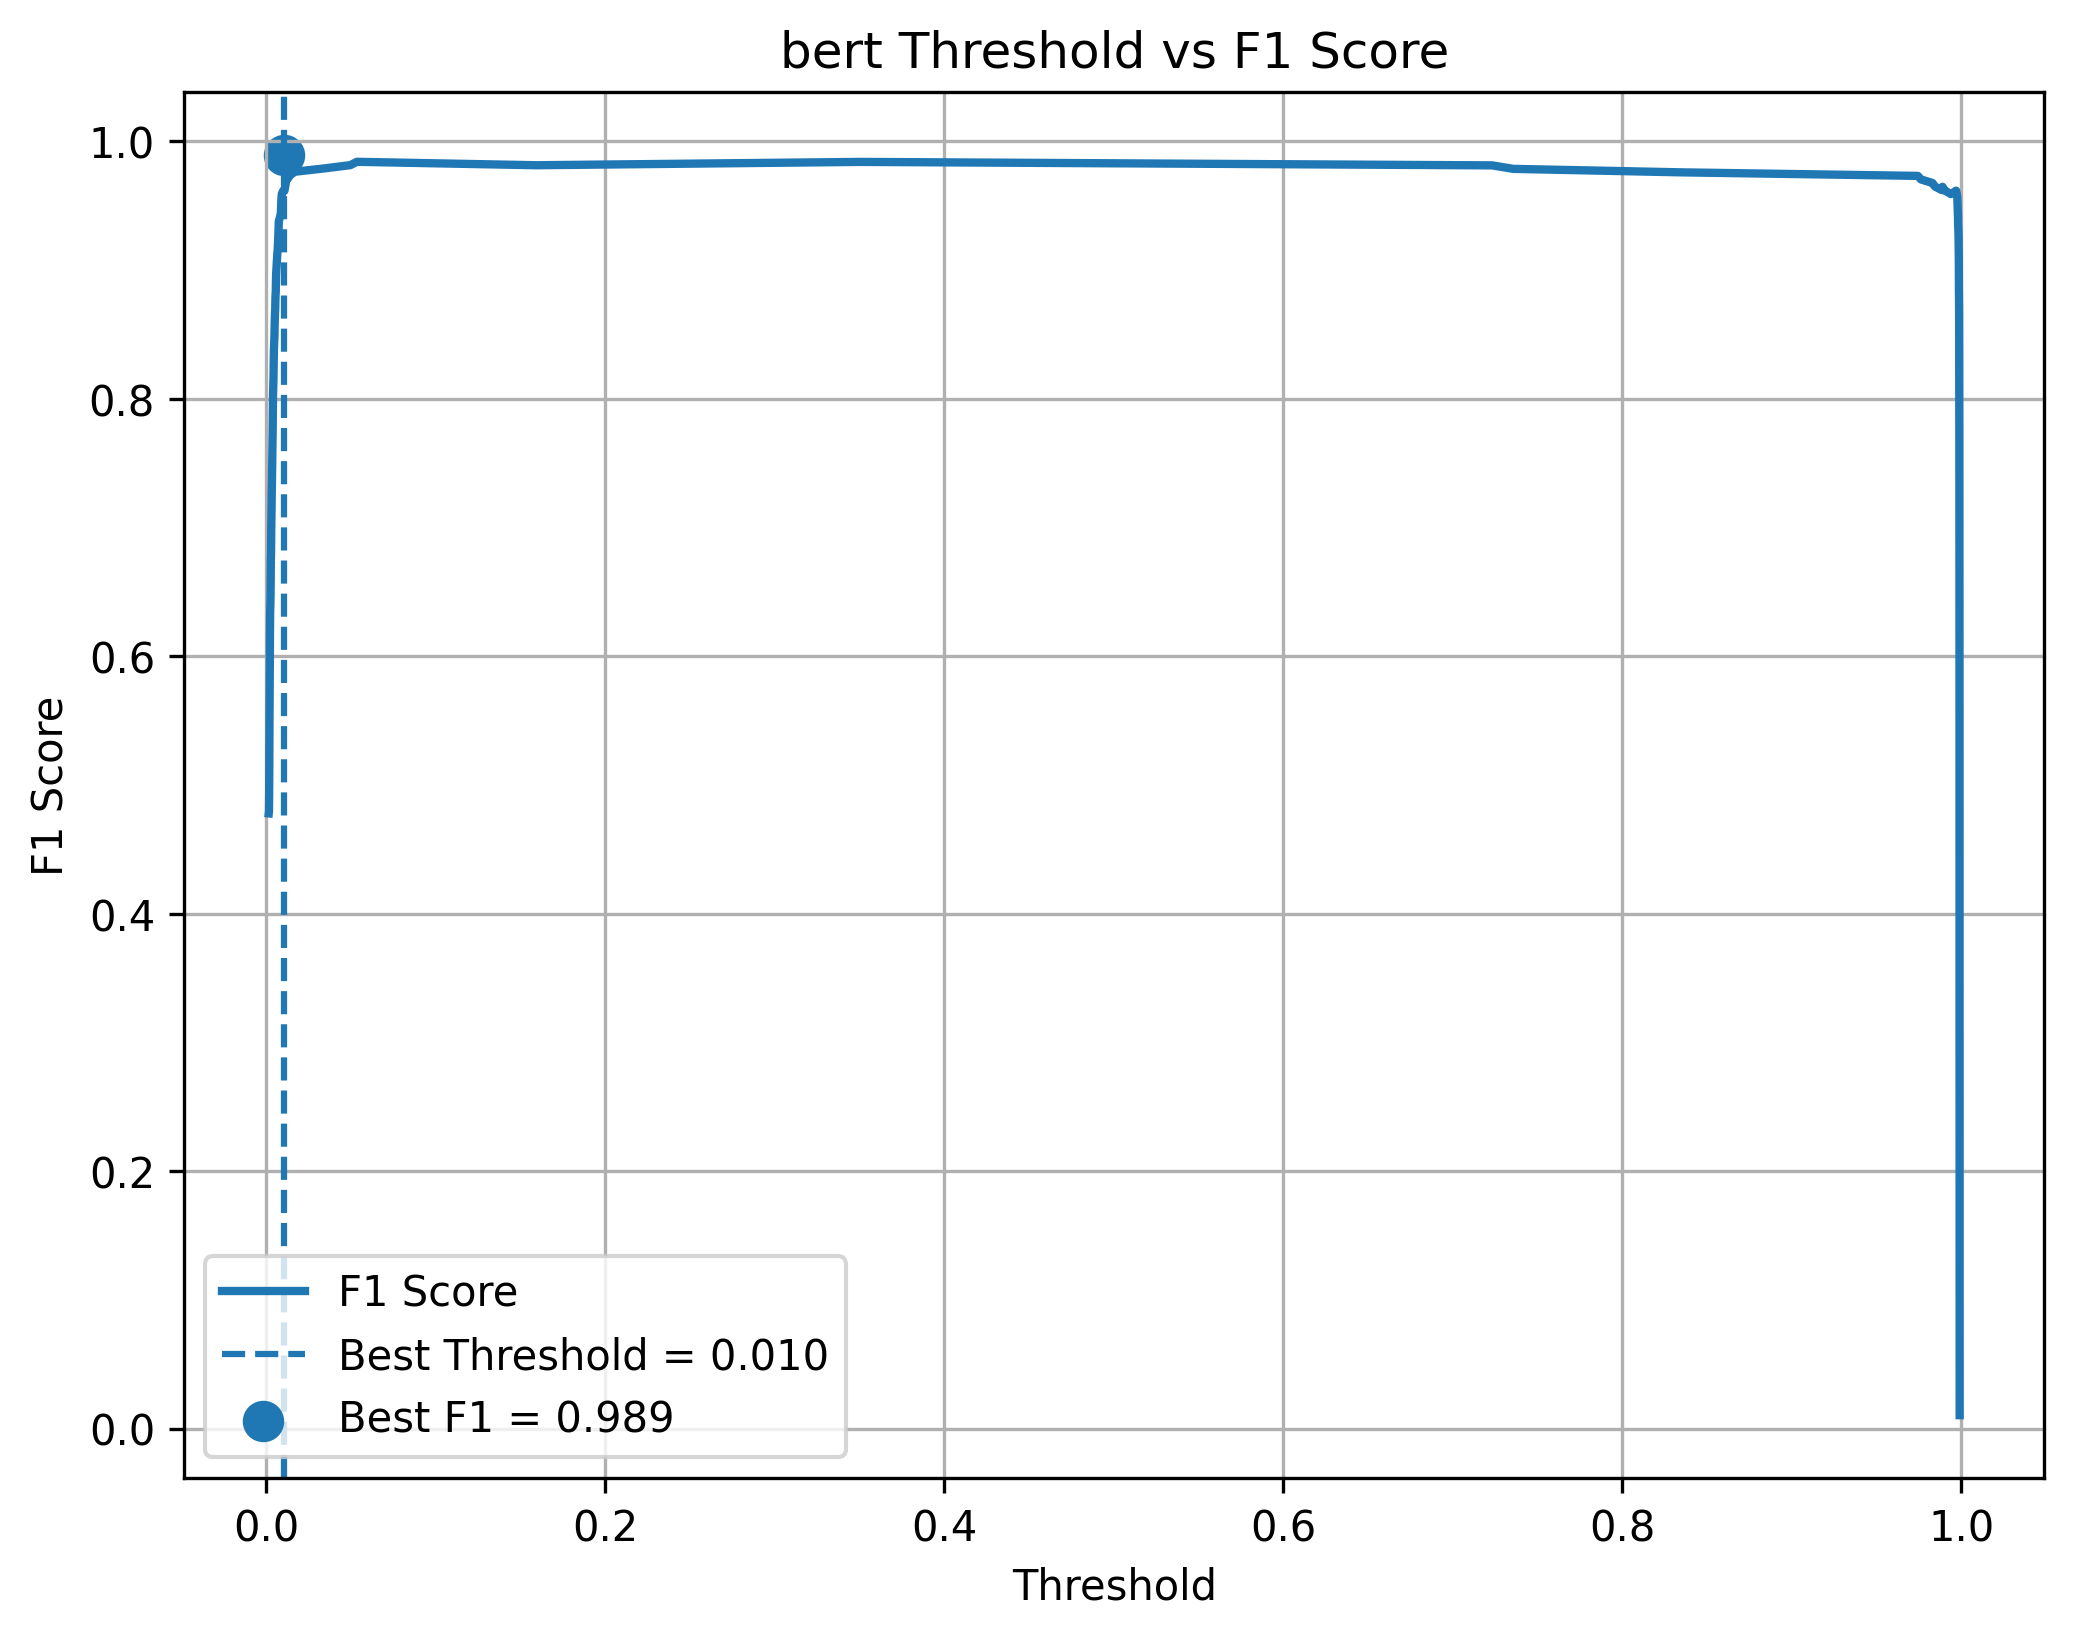 bert Threshold vs F1 Score
1.0
0.8
0.6
0.4
0.2
0.0
F1 Score
F1 Score
Best Threshold = 0.010
Best F1 = 0.989
0.0 0.2 0.4 0.6 0.8 1.0
Threshold